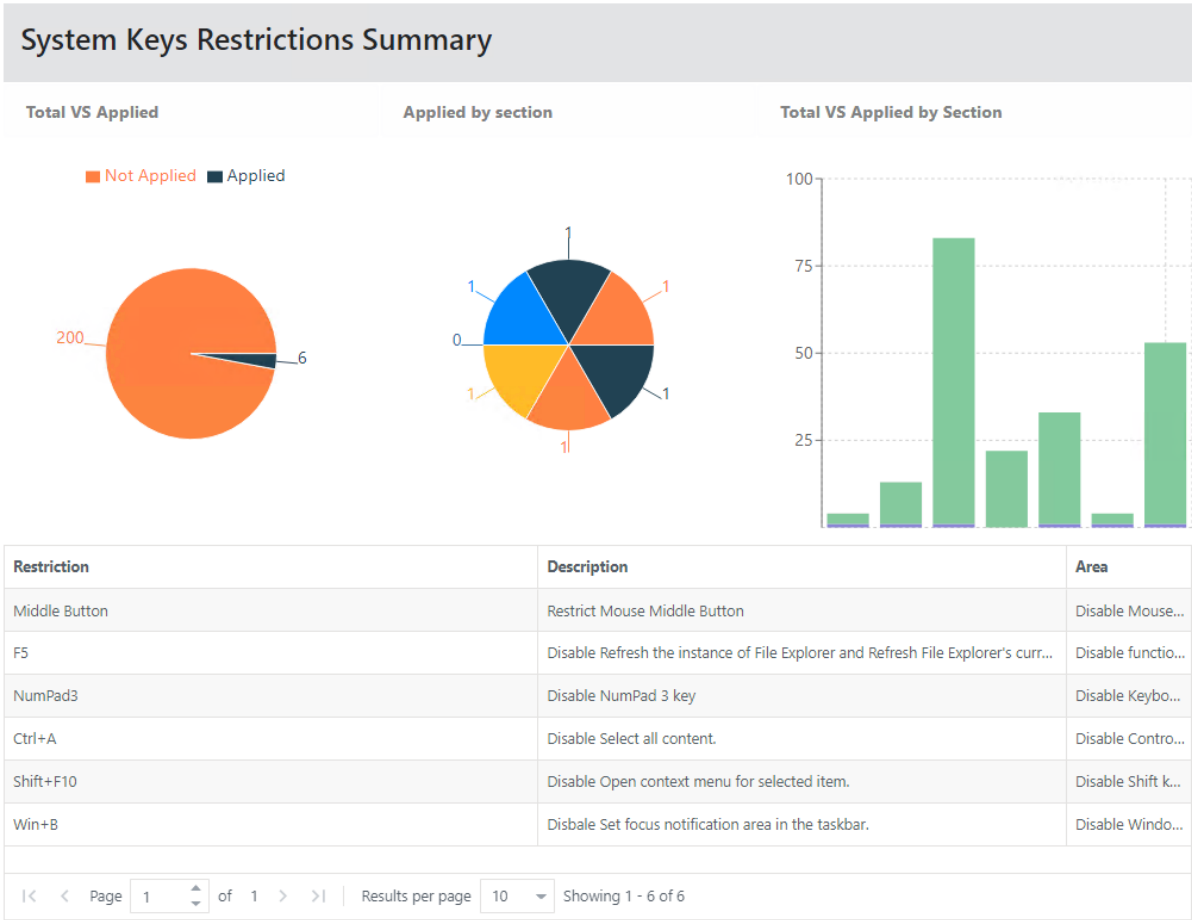 System Keys Restrictions Summary
Total VS Applied
Applied by section
Total VS Applied by Section
Not Applied Applied
200
6
1
1
1
0
1
1
1
100
75
50
25
Restriction Description Area
Middle Button Restrict Mouse Middle Button Disable Mouse...
F5 Disable Refresh the instance of File Explorer and Refresh File Explorer's curr... Disable functio...
NumPad3 Disable NumPad 3 key Disable Keybo...
Ctrl+A Disable Select all content. Disable Contro...
Shift+F10 Disable Open context menu for selected item. Disable Shift k...
Win+B Disbale Set focus notification area in the taskbar. Disable Windo...
Page 1 of 1 Results per page 10 Showing 1 - 6 of 6